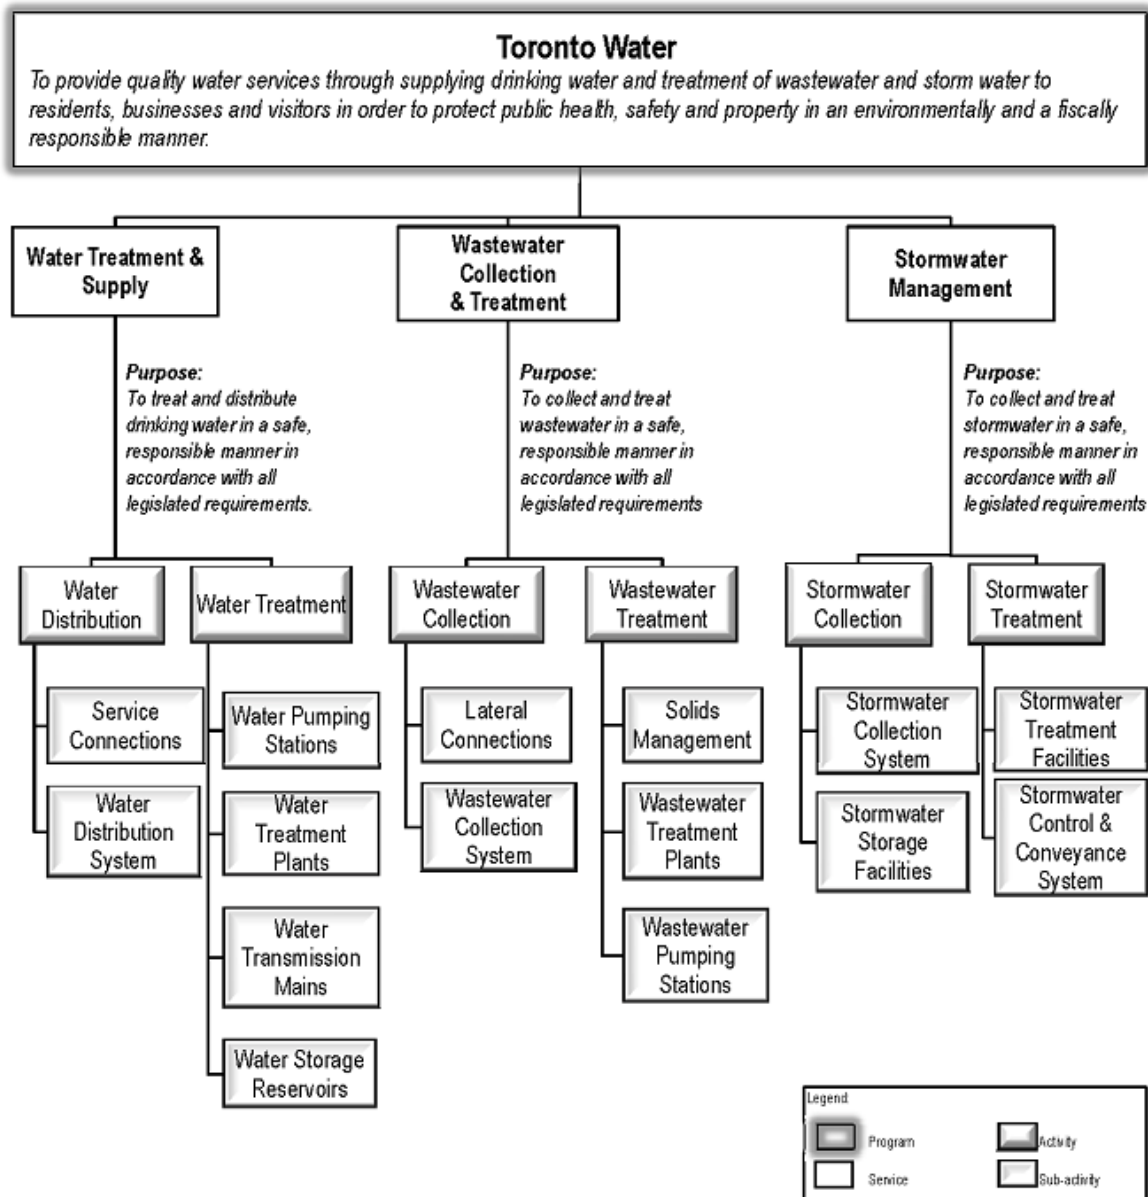 Toronto Water
To provide quality water services through supplying drinking water and treatment of wastewater and storm water to
residents, businesses and visitors in order to protect public health, safety and property in an environmentally and a fiscally
responsible manner.
Water Treatment &
Supply
Wastewater
Collection
& Treatment
Stormwater
Management
Purpose:
To treat and distribute
drinking water in a safe,
responsible manner in
accordance with all
legislated requirements.
Purpose:
To collect and treat
wastewater in a safe,
responsible manner in
accordance with all
legislated requirements
Purpose:
To collect and treat
stormwater in a safe,
responsible manner in
accordance with all
legislated requirements
Water
Distribution
Water Treatment
Wastewater
Collection
Wastewater
Treatment
Stormwater
Collection
Stormwater
Treatment
Service
Connections
Water
Distribution
System
Water Pumping
Stations
Water
Treatment
Plants
Water
Transmission
Mains
Water Storage
Reservoirs
Lateral
Connections
Wastewater
Collection
System
Solids
Management
Wastewater
Treatment
Plants
Wastewater
Pumping
Stations
Stormwater
Collection
System
Stormwater
Storage
Facilities
Stormwater
Treatment
Facilities
Stormwater
Control &
Conveyance
System
Legend:
Program
Activity
Service
Sub-activity